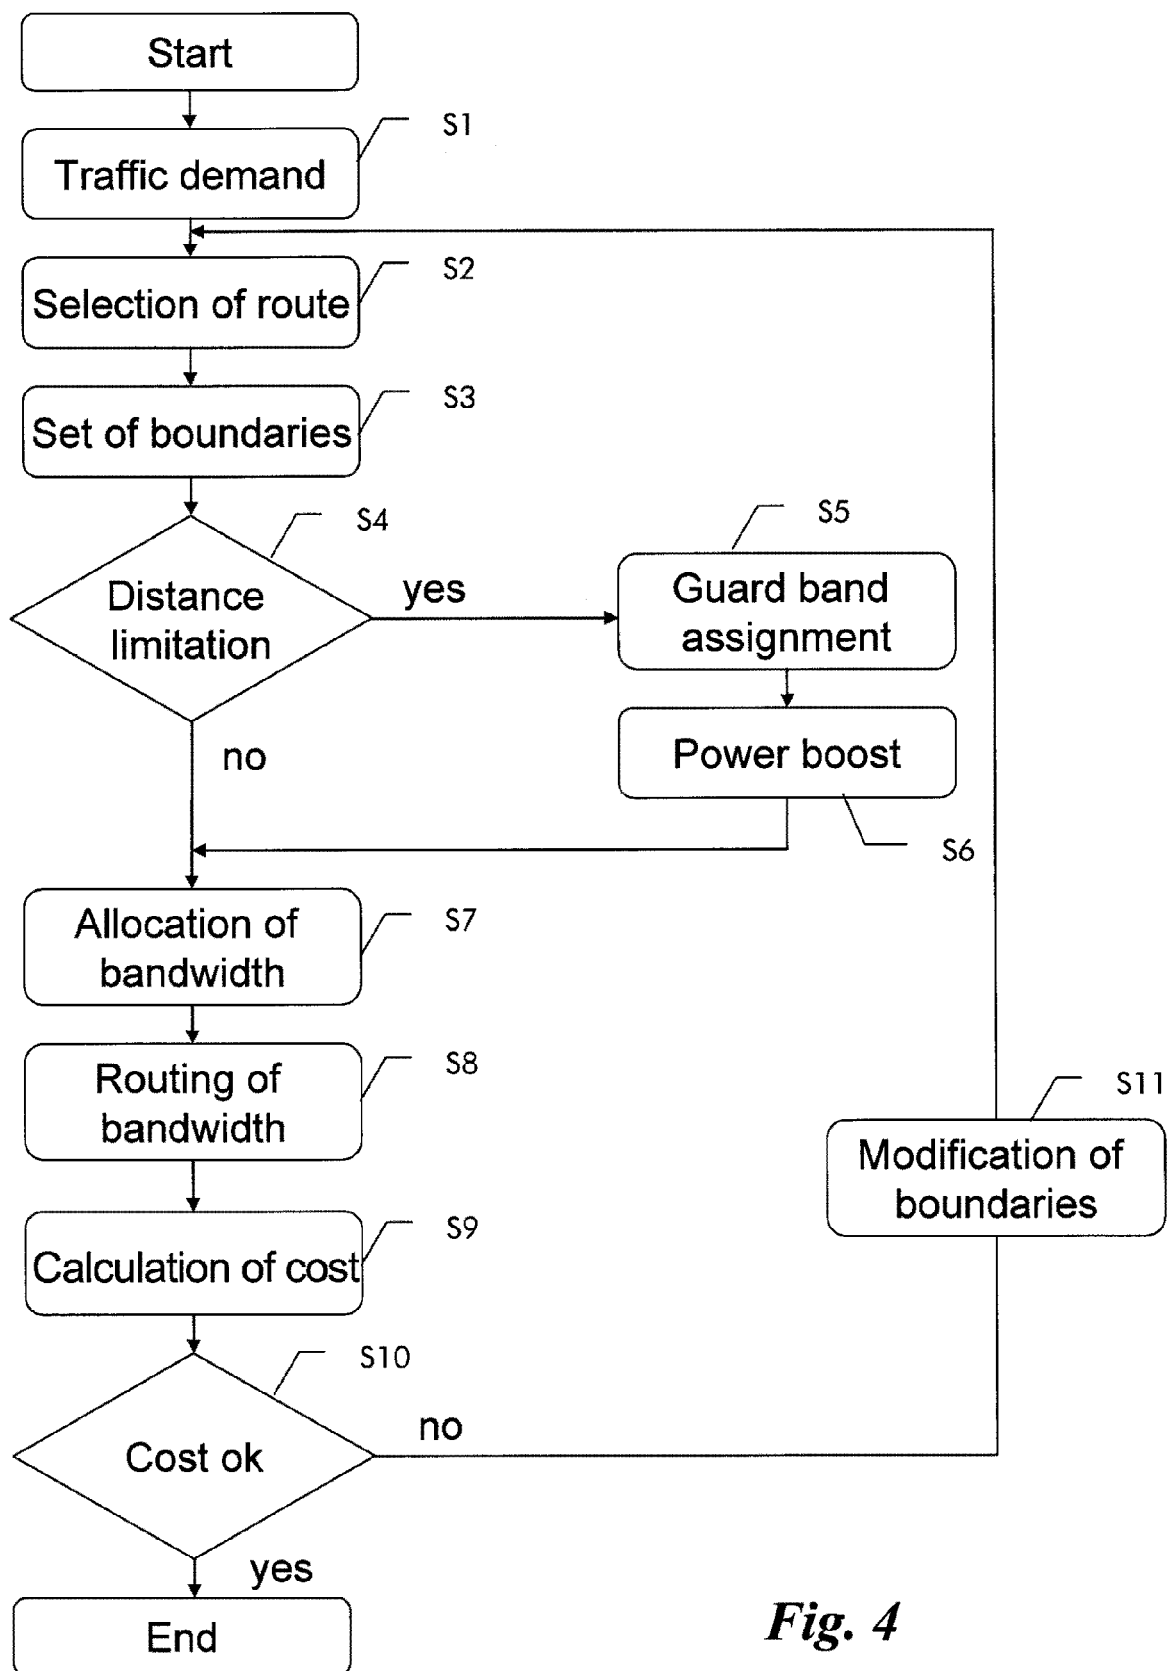 Start
S1
Traffic demand
S2
Selection of route
S3
Set of boundaries
S4
Distance
limitation
yes
no
S5
Guard band
assignment
Power boost
S6
S7
Allocation of
bandwidth
S8
Routing of
bandwidth
S11
Modification of
boundaries
S9
Calculation of cost
S10
Cost ok
no
yes
End
Fig. 4